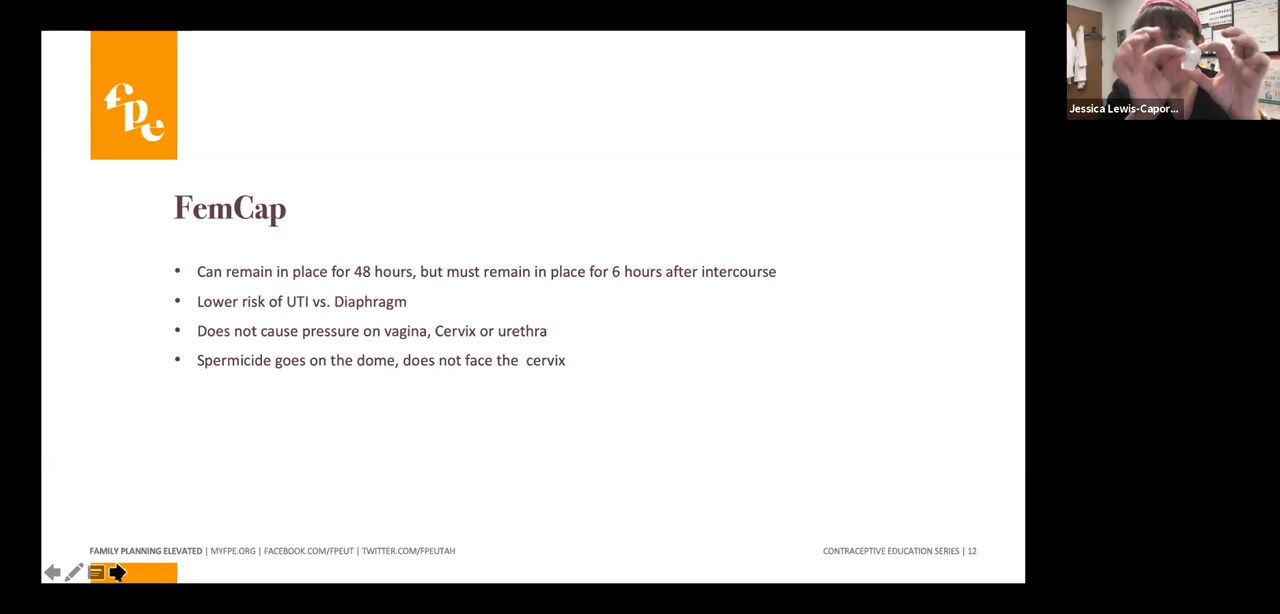 fpe
Jessica Lewis-Capor...
FemCap
• Can remain in place for 48 hours, but must remain in place for 6 hours after intercourse
• Lower risk of UTI vs. Diaphragm
• Does not cause pressure on vagina, Cervix or urethra
• Spermicide goes on the dome, does not face the  cervix
FAMILY PLANNING ELEVATED | MYFPE.ORG | FACEBOOK.COM/FPEUT | TWITTER.COM/FPEUTAH
CONTRACEPTIVE EDUCATION SERIES | 12